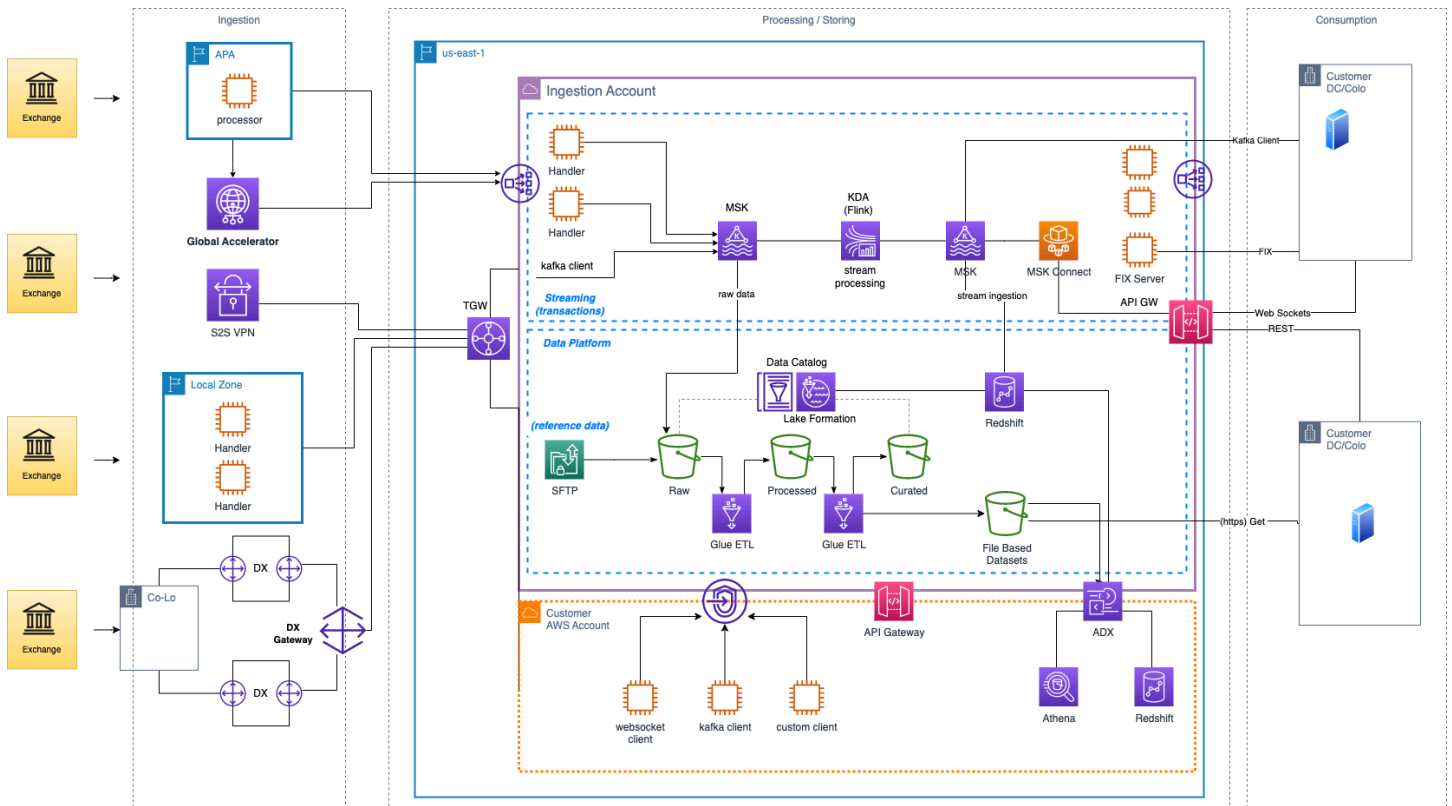 Ingestion
Processing / Storing
Consumption
Exchange
Exchange
Exchange
Exchange
APA
processor
Global Accelerator
S2S VPN
Local Zone
Handler
Handler
Co-Lo
DX
DX
DX
Gateway
TGW
us-east-1
Ingestion Account
Handler
Handler
kafka client
Streaming
(transactions)
MSK
raw data
KDA
(Flink)
stream
processing
MSK
stream ingestion
MSK Connect
FIX Server
API GW
Kafka Client
FIX
Web Sockets
REST
Data Platform
Data Catalog
Lake Formation
Redshift
(reference data)
SFTP
Raw
Processed
Curated
Glue ETL
Glue ETL
File Based
Datasets
(https) Get
Customer
AWS Account
API Gateway
ADX
websocket
client
kafka client
custom client
Athena
Redshift
Customer
DC/Colo
Customer
DC/Colo